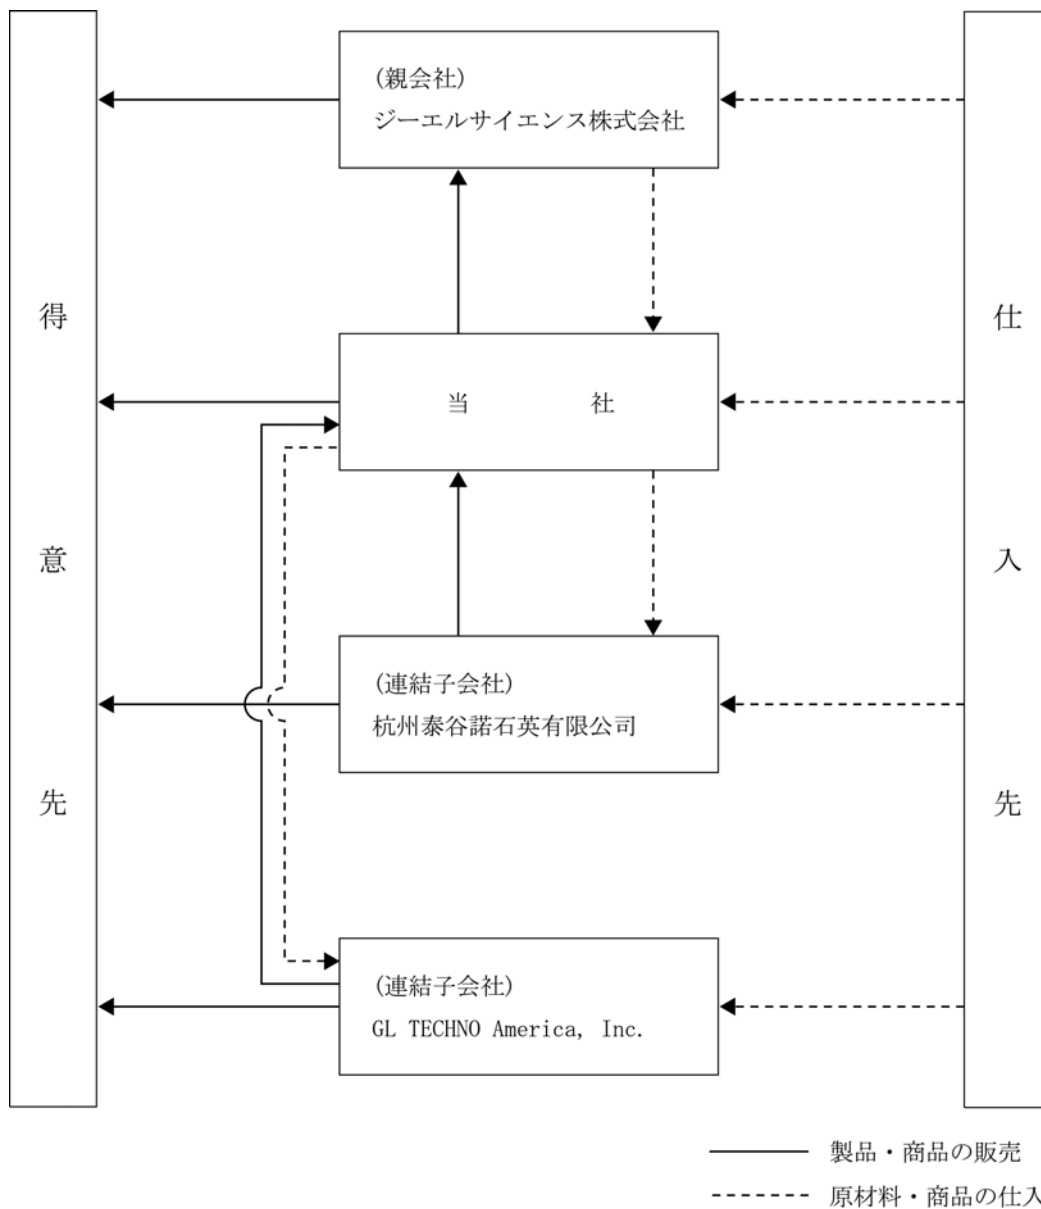 得意先
(親会社)
ジーエルサイエンス株式会社
当社
(連結子会社)
杭州泰谷諾石英有限公司
(連結子会社)
GL TECHNO America, Inc.
仕入先
製品・商品の販売
原材料・商品の仕入